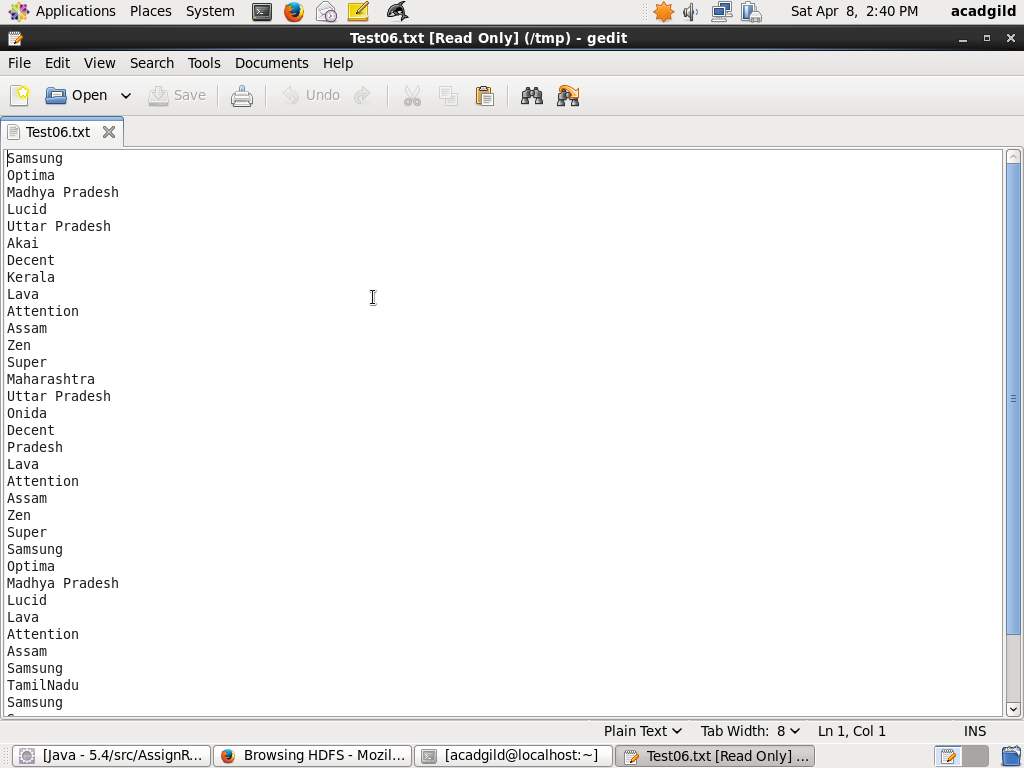 Applications Places System Sat Apr 8, 2:40 PM acadgild
Test06.txt [Read Only] (/tmp) - gedit
File Edit View Search Tools Documents Help
Open Save Undo
Test06.txt
Samsung
Optima
Madhya Pradesh
Lucid
Uttar Pradesh
Akai
Decent
Kerala
Lava
Attention
Assam
Zen
Super
Maharashtra
Uttar Pradesh
Onida
Decent
Pradesh
Lava
Attention
Assam
Zen
Super
Samsung
Optima
Madhya Pradesh
Lucid
Lava
Attention
Assam
Samsung
TamilNadu
Samsung
Plain Text Tab Width: 8 Ln 1, Col 1 INS
[Java - 5.4/src/AssignR... Browsing HDFS - Mozil... [acadgild@localhost:~] Test06.txt [Read Only] ...